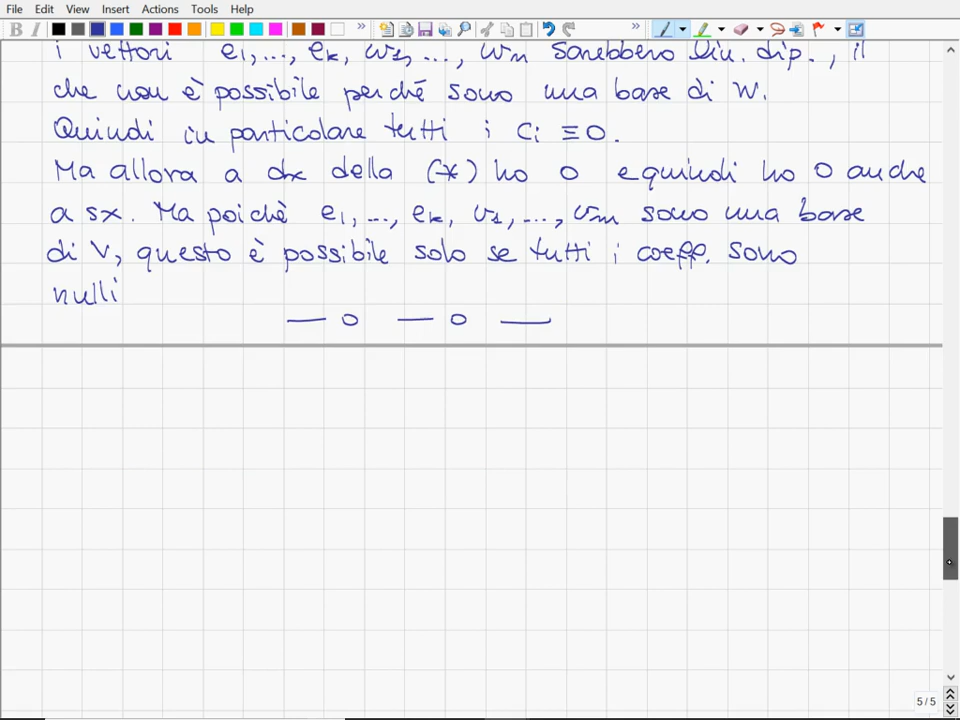 File Edit View Insert Actions Tools Help
B I » »
i vettori e1, ..., ek, w1, ..., wn sarebbero lin. dip., il
che non è possibile perché sono una base di W.
Quindi in particolare tutti i ci ≡ 0.
Ma allora a dx della (*) ho 0 e quindi ho 0 anche
a sx. Ma poichè e1, ..., ek, v1, ..., vm sono una base
di V, questo è possibile solo se tutti i coeff. sono
nulli
— o — o —
5 / 5